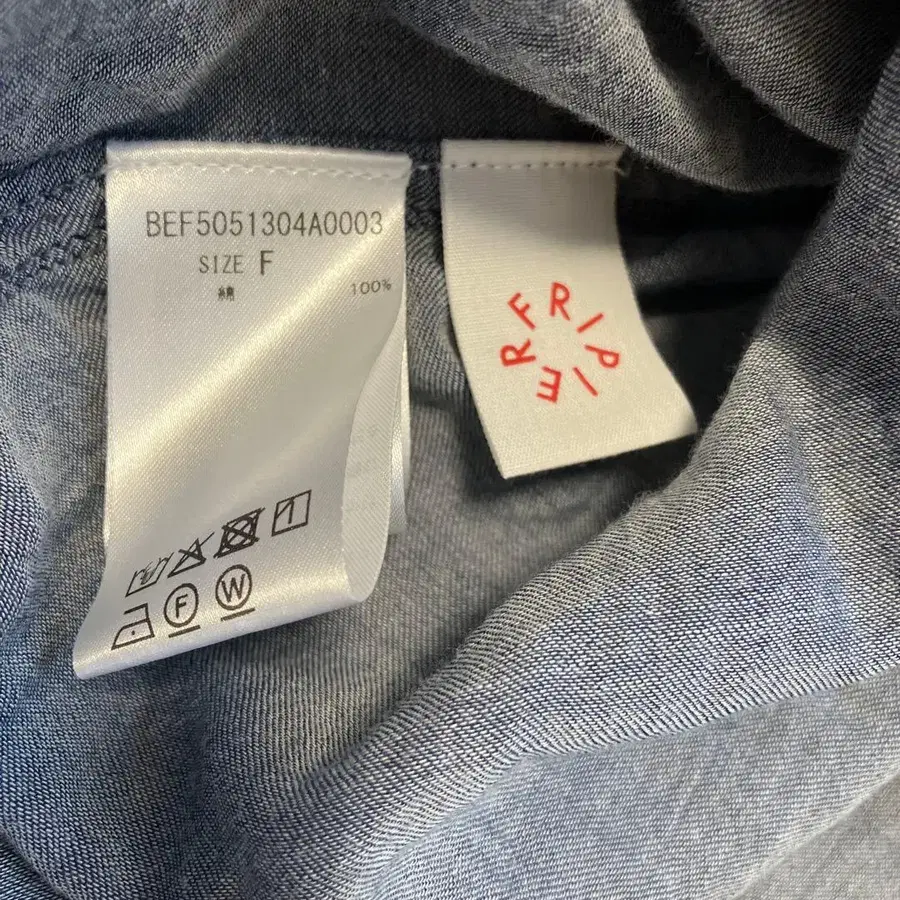 BEF5051304A0003
SIZE F
綿 100%
F
W
FRIPIER